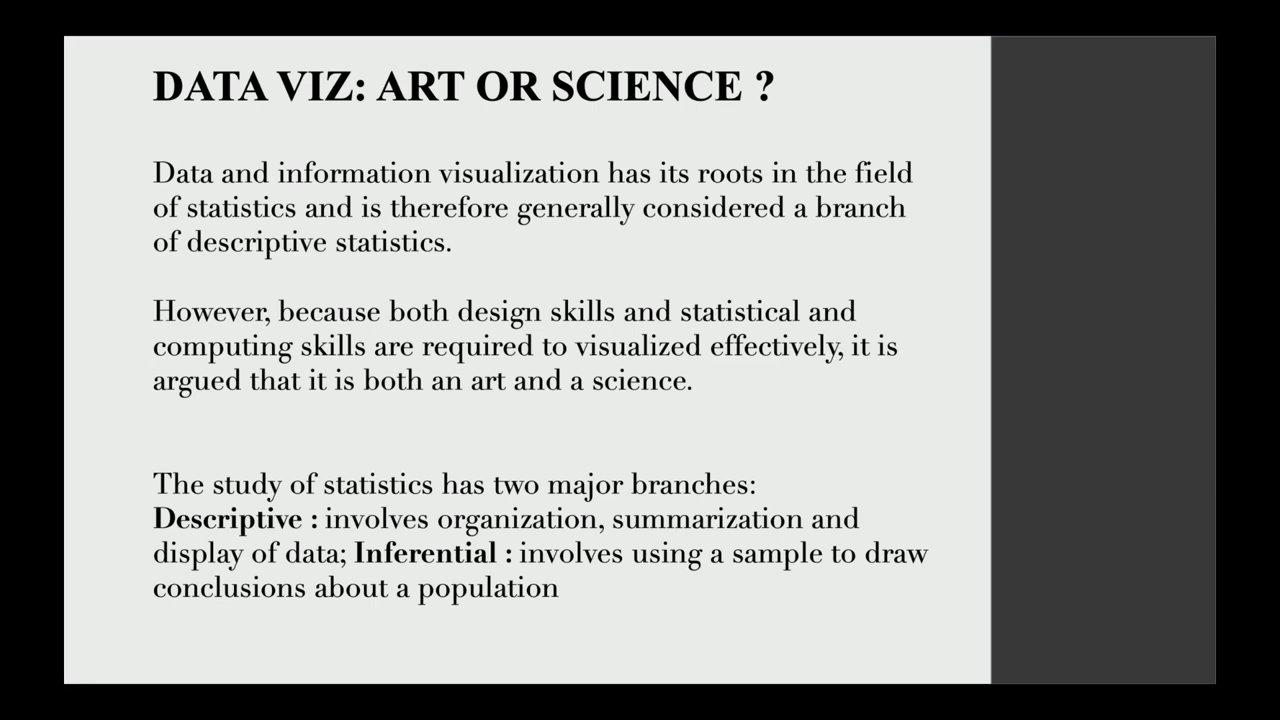 DATA VIZ: ART OR SCIENCE ?
Data and information visualization has its roots in the field
of statistics and is therefore generally considered a branch
of descriptive statistics.
However, because both design skills and statistical and
computing skills are required to visualized effectively, it is
argued that it is both an art and a science.
The study of statistics has two major branches:
Descriptive : involves organization, summarization and
display of data; Inferential : involves using a sample to draw
conclusions about a population